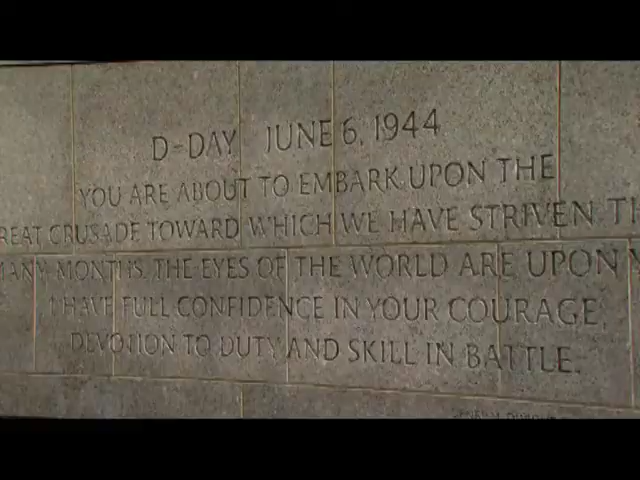 D-DAY JUNE 6, 1944
YOU ARE ABOUT TO EMBARK UPON THE
REAT CRUSADE TOWARD WHICH WE HAVE STRIVEN TH
MANY MONTHS. THE EYES OF THE WORLD ARE UPON Y
I HAVE FULL CONFIDENCE IN YOUR COURAGE,
DEVOTION TO DUTY AND SKILL IN BATTLE.